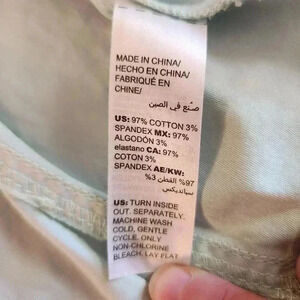 MADE IN CHINA/
HECHO EN CHINA/
FABRIQUÉ EN
CHINE/
صنع في الصين
US: 97% COTTON 3%
SPANDEX MX: 97%
ALGODÓN 3%
elastano CA: 97%
COTON 3%
SPANDEX AE/KW:
97% القطن 3%
سباندكس
US: TURN INSIDE
OUT. SEPARATELY.
MACHINE WASH
COLD, GENTLE
CYCLE. ONLY
NON-CHLORINE
BLEACH. LAY FLAT